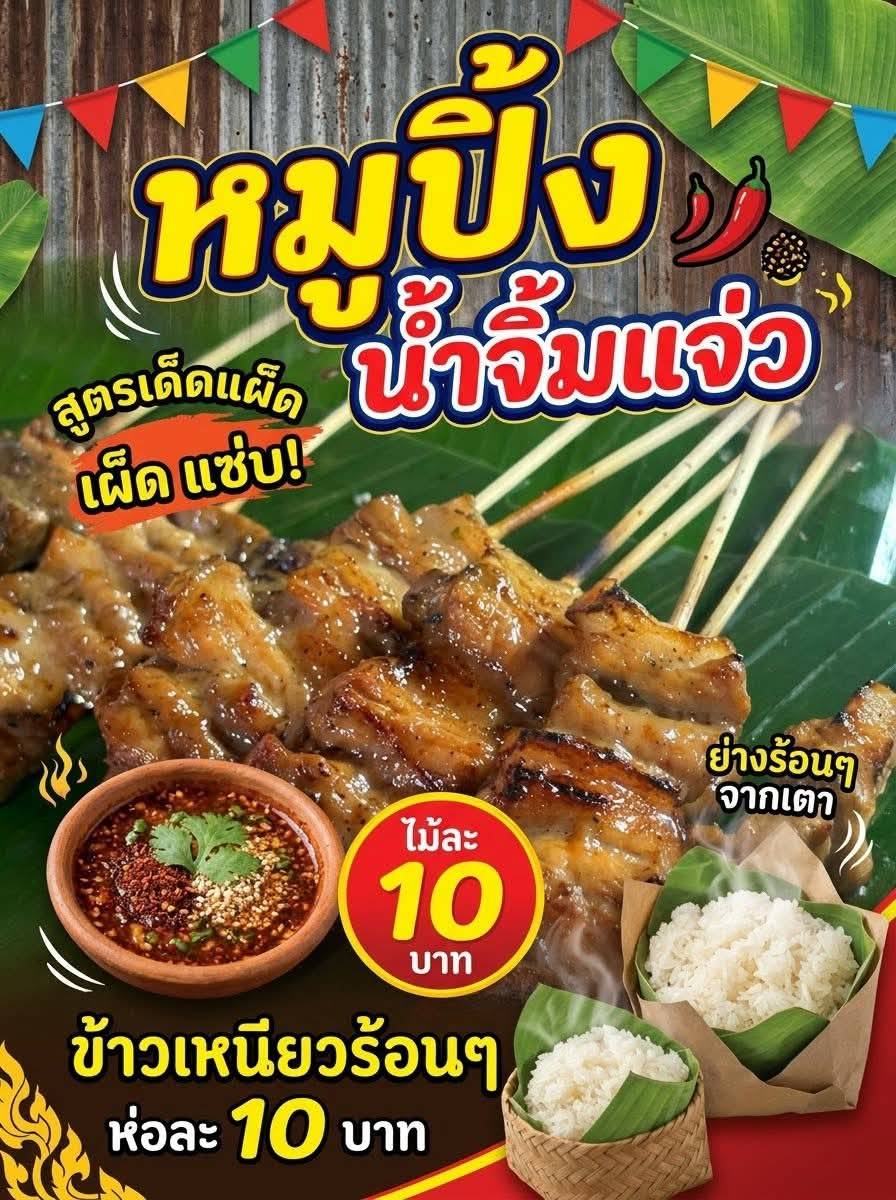 หมูปิ้ง
น้ำจิ้มแจ่ว
สูตรเด็ดแผ็ด
เผ็ด แซ่บ!
ย่างร้อนๆ
จากเตา
ไม้ละ
10
บาท
ข้าวเหนียวร้อนๆ
ห่อละ 10 บาท